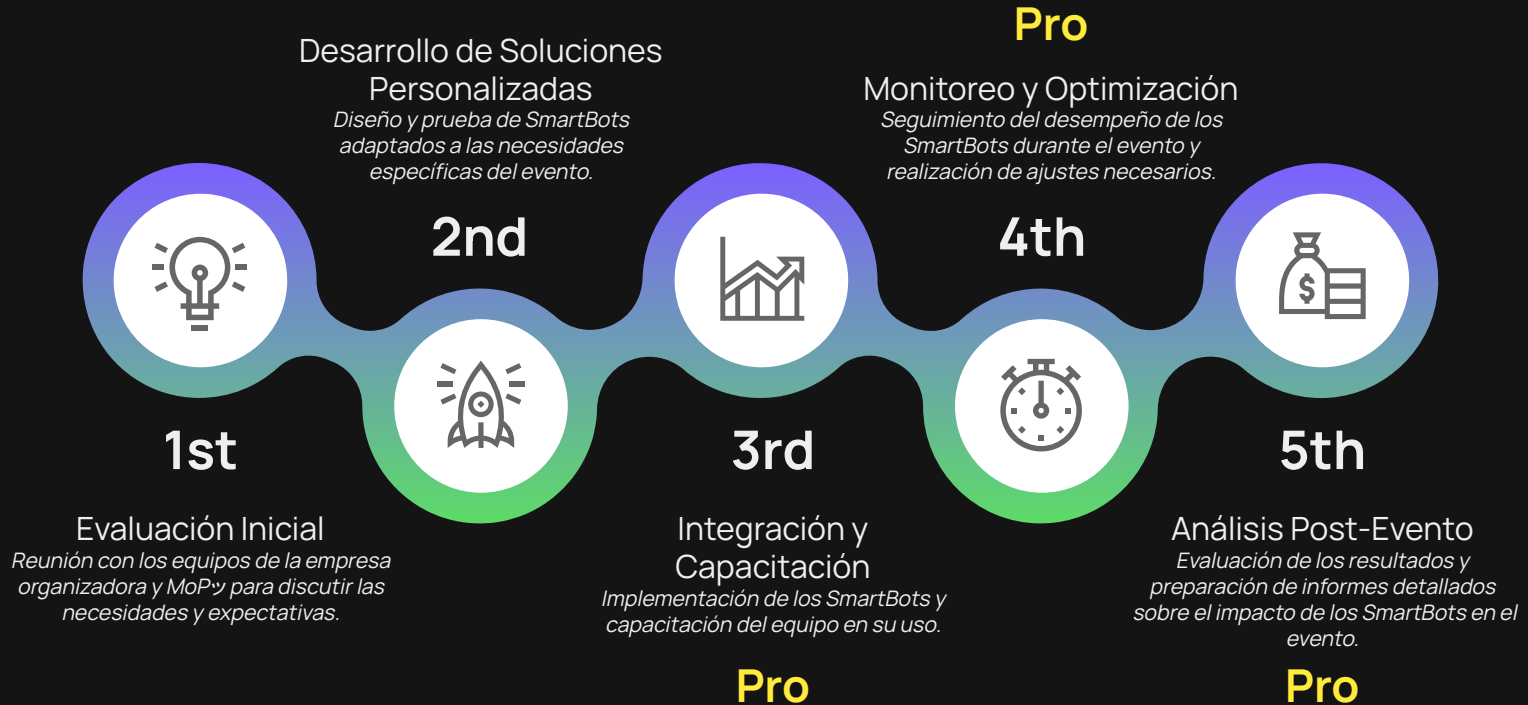 1st
Evaluación Inicial
Reunión con los equipos de la empresa
organizadora y MoPッ para discutir las
necesidades y expectativas.
Desarrollo de Soluciones
Personalizadas
Diseño y prueba de SmartBots
adaptados a las necesidades
específicas del evento.
2nd
3rd
Integración y
Capacitación
Implementación de los SmartBots y
capacitación del equipo en su uso.
Pro
Pro
Monitoreo y Optimización
Seguimiento del desempeño de los
SmartBots durante el evento y
realización de ajustes necesarios.
4th
$
5th
Análisis Post-Evento
Evaluación de los resultados y
preparación de informes detallados
sobre el impacto de los SmartBots en el
evento.
Pro